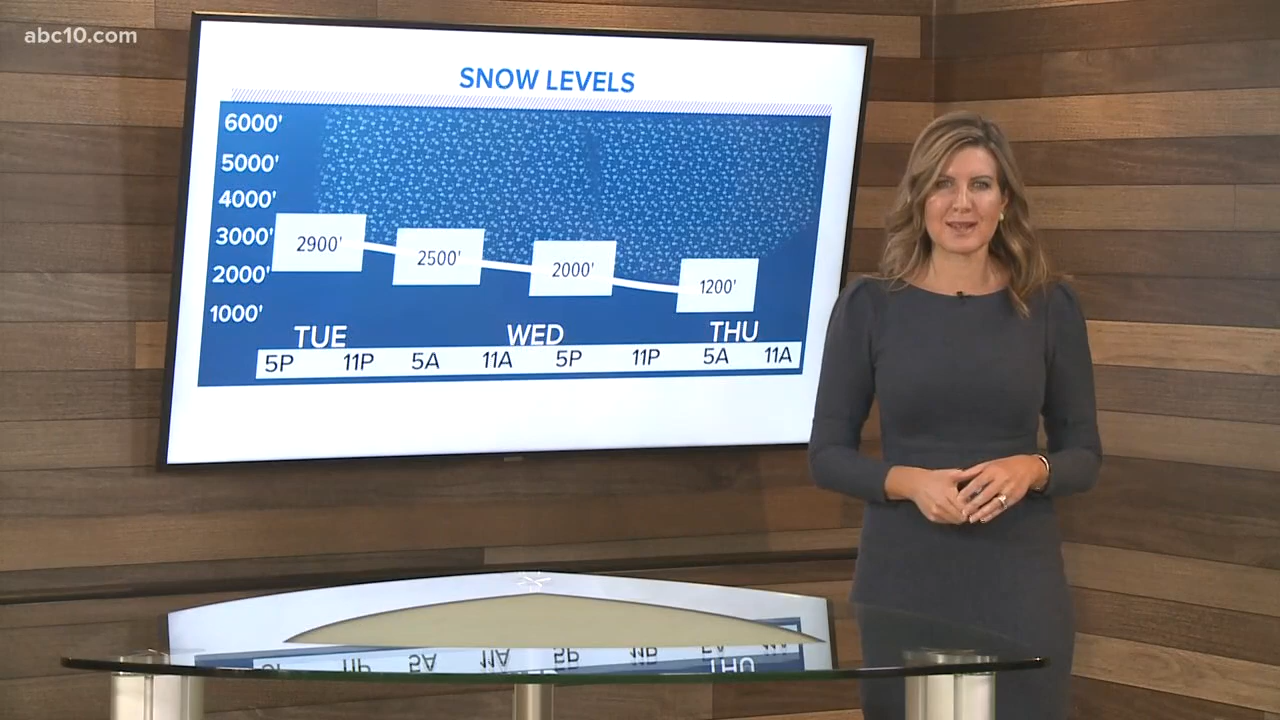 abc10.com
SNOW LEVELS
6000'
5000'
4000'
3000'
2000'
1000'
2900'
2500'
2000'
1200'
TUE WED THU
5P 11P 5A 11A 5P 11P 5A 11A